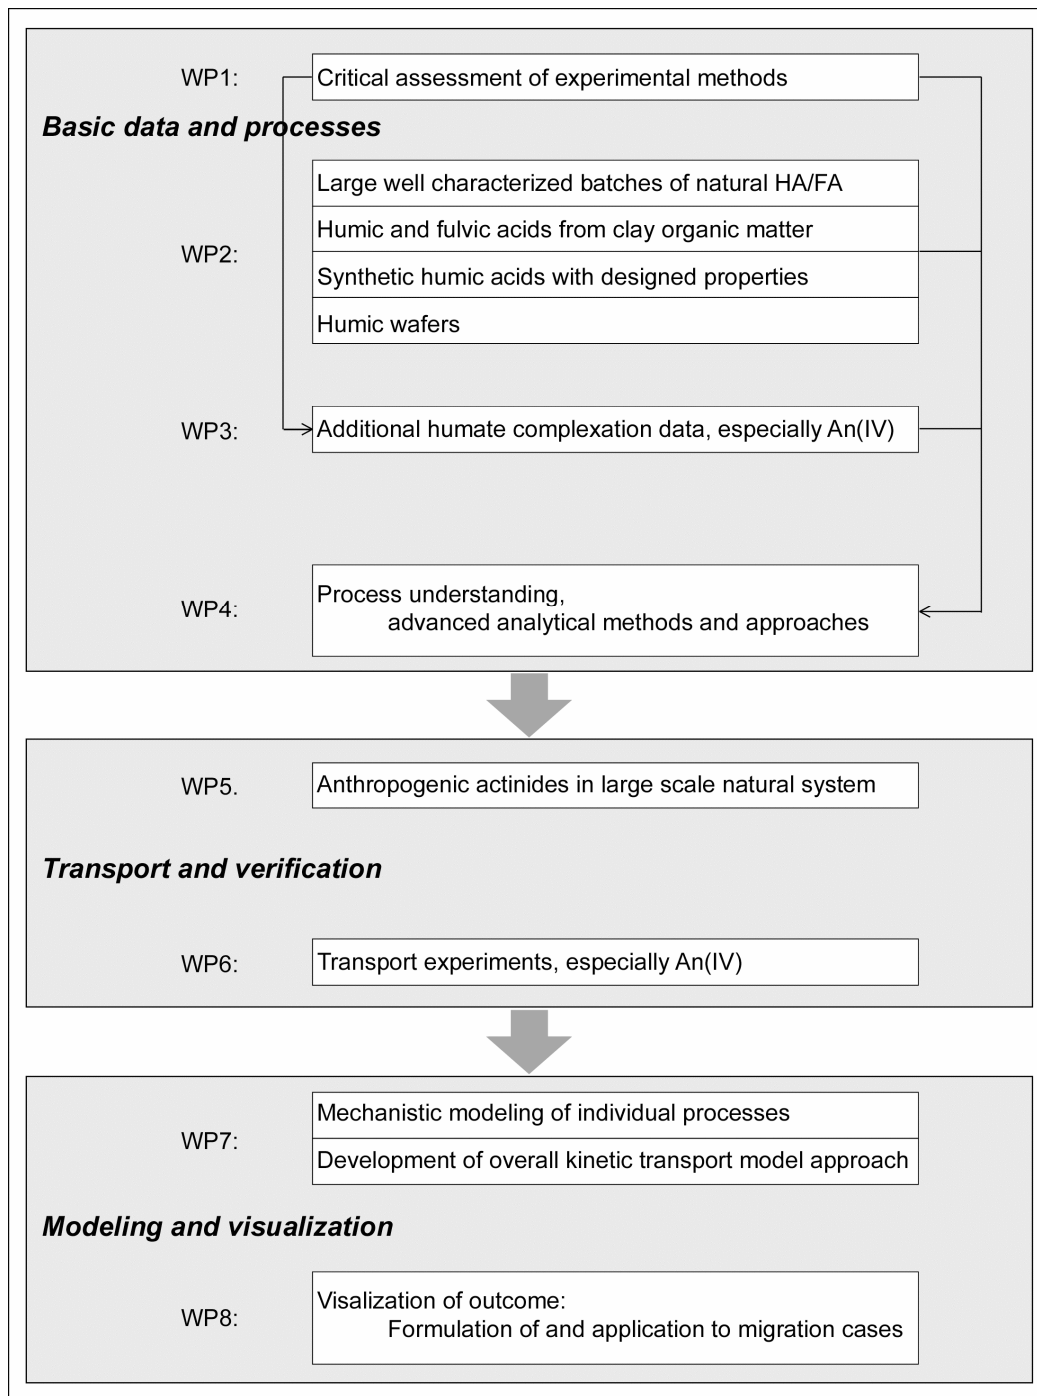 WP1: Critical assessment of experimental methods
Basic data and processes
Large well characterized batches of natural HA/FA
Humic and fulvic acids from clay organic matter
WP2:
Synthetic humic acids with designed properties
Humic wafers
WP3: Additional humate complexation data, especially An(IV)
Process understanding,
WP4:
advanced analytical methods and approaches
WP5. Anthropogenic actinides in large scale natural system
Transport and verification
WP6: Transport experiments, especially An(IV)
Mechanistic modeling of individual processes
WP7:
Development of overall kinetic transport model approach
Modeling and visualization
Visalization of outcome:
WP8:
Formulation of and application to migration cases